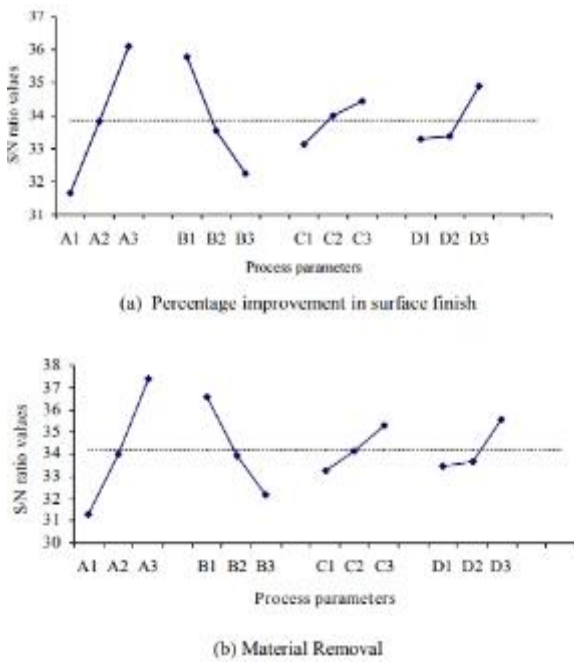 37
36
35
34
33
32
31
S/N ratio values
A1 A2 A3 B1 B2 B3 C1 C2 C3 D1 D2 D3
Process parameters
(a) Percentage improvement in surface finish
38
37
36
35
34
33
32
31
30
S/N ratio values
A1 A2 A3 B1 B2 B3 C1 C2 C3 D1 D2 D3
Process parameters
(b) Material Removal